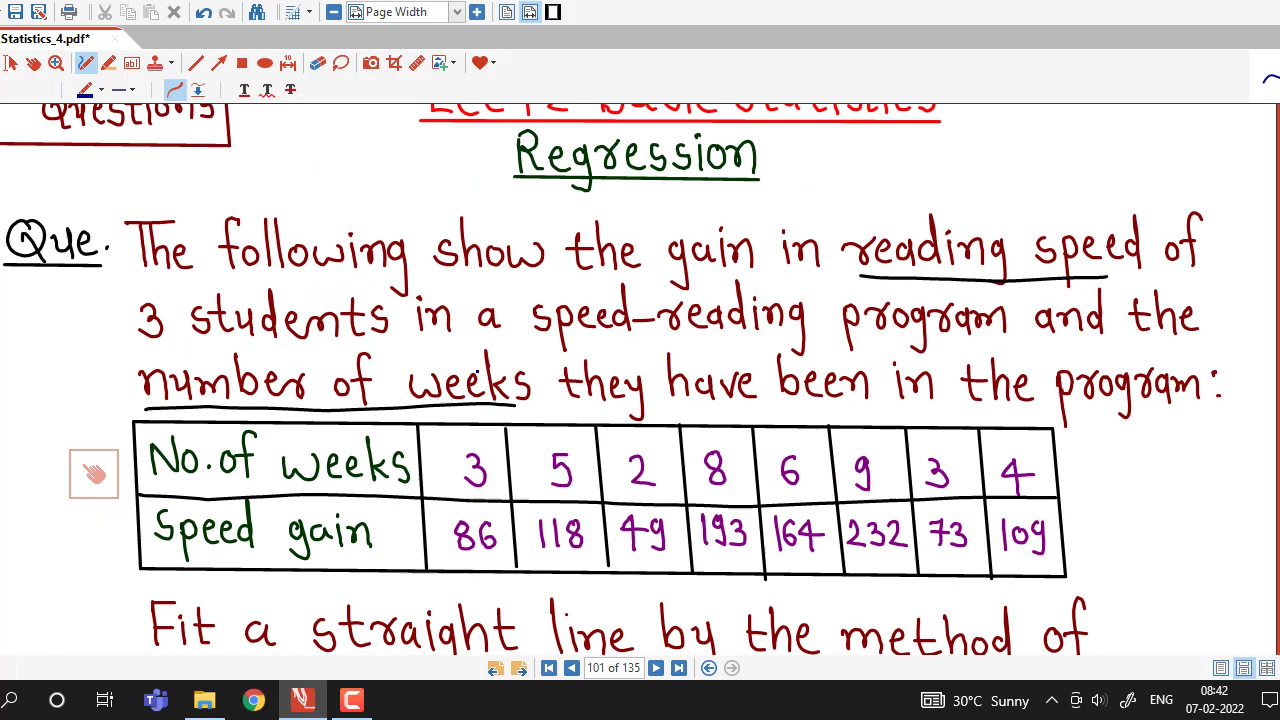 Page Width
Statistics_4.pdf*
Questions
Basic Statistics
Regression
Que. The following show the gain in reading speed of
3 students in a speed-reading program and the
number of weeks they have been in the program:
No. of weeks 3 5 2 8 6 9 3 4
Speed gain 86 118 49 193 164 232 73 109
Fit a straight line by the method of
101 of 135
30°C Sunny
ENG
08:42
07-02-2022